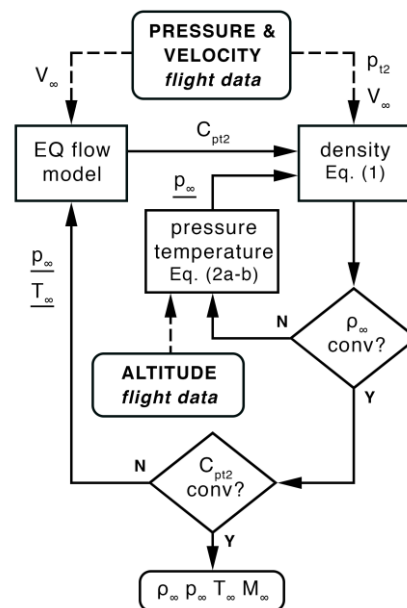 PRESSURE &
VELOCITY
flight data
V∞
p_t2
V∞
C_pt2
EQ flow
model
density
Eq. (1)
p∞
pressure
temperature
Eq. (2a-b)
p∞
T∞
N
ρ∞
conv?
Y
ALTITUDE
flight data
N
C_pt2
conv?
Y
ρ∞ p∞ T∞ M∞